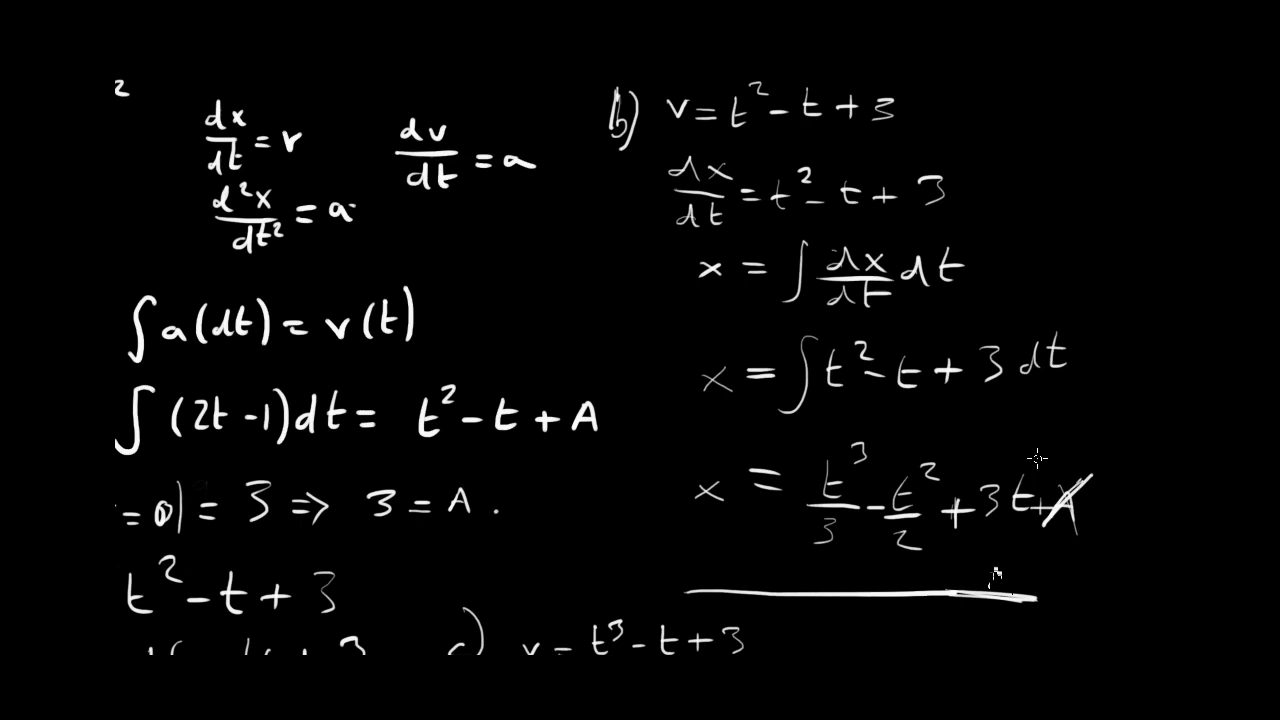 2
dx/dt = v
dv/dt = a
d²x/dt² = a
∫a(dt) = v(t)
∫(2t -1)dt = t² - t + A
= 0) = 3 => 3 = A .
t² - t + 3
b) v = t² - t + 3
dx/dt = t² - t + 3
x = ∫ dx/dt dt
x = ∫t² - t + 3 dt
x = t³/3 - t²/2 + 3t + A
c) v = t³ - t + 3